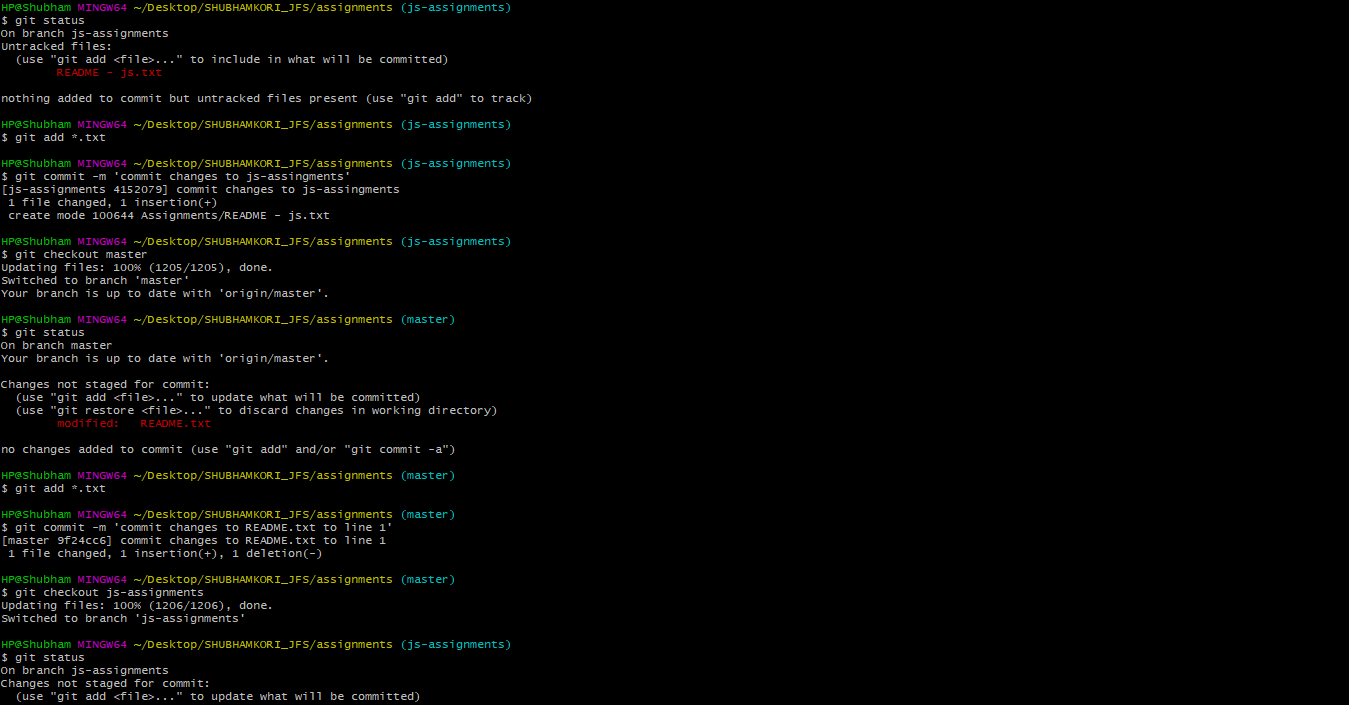 HP@Shubham MINGW64 ~/Desktop/SHUBHAMKORI_JFS/assignments (js-assignments)
$ git status
On branch js-assignments
Untracked files:
  (use "git add <file>..." to include in what will be committed)
        README - js.txt

nothing added to commit but untracked files present (use "git add" to track)

HP@Shubham MINGW64 ~/Desktop/SHUBHAMKORI_JFS/assignments (js-assignments)
$ git add *.txt

HP@Shubham MINGW64 ~/Desktop/SHUBHAMKORI_JFS/assignments (js-assignments)
$ git commit -m 'commit changes to js-assingments'
[js-assignments 4152079] commit changes to js-assingments
 1 file changed, 1 insertion(+)
 create mode 100644 Assignments/README - js.txt

HP@Shubham MINGW64 ~/Desktop/SHUBHAMKORI_JFS/assignments (js-assignments)
$ git checkout master
Updating files: 100% (1205/1205), done.
Switched to branch 'master'
Your branch is up to date with 'origin/master'.

HP@Shubham MINGW64 ~/Desktop/SHUBHAMKORI_JFS/assignments (master)
$ git status
On branch master
Your branch is up to date with 'origin/master'.

Changes not staged for commit:
  (use "git add <file>..." to update what will be committed)
  (use "git restore <file>..." to discard changes in working directory)
        modified:   README.txt

no changes added to commit (use "git add" and/or "git commit -a")

HP@Shubham MINGW64 ~/Desktop/SHUBHAMKORI_JFS/assignments (master)
$ git add *.txt

HP@Shubham MINGW64 ~/Desktop/SHUBHAMKORI_JFS/assignments (master)
$ git commit -m 'commit changes to README.txt to line 1'
[master 9f24cc6] commit changes to README.txt to line 1
 1 file changed, 1 insertion(+), 1 deletion(-)

HP@Shubham MINGW64 ~/Desktop/SHUBHAMKORI_JFS/assignments (master)
$ git checkout js-assignments
Updating files: 100% (1206/1206), done.
Switched to branch 'js-assignments'

HP@Shubham MINGW64 ~/Desktop/SHUBHAMKORI_JFS/assignments (js-assignments)
$ git status
On branch js-assignments
Changes not staged for commit:
  (use "git add <file>..." to update what will be committed)